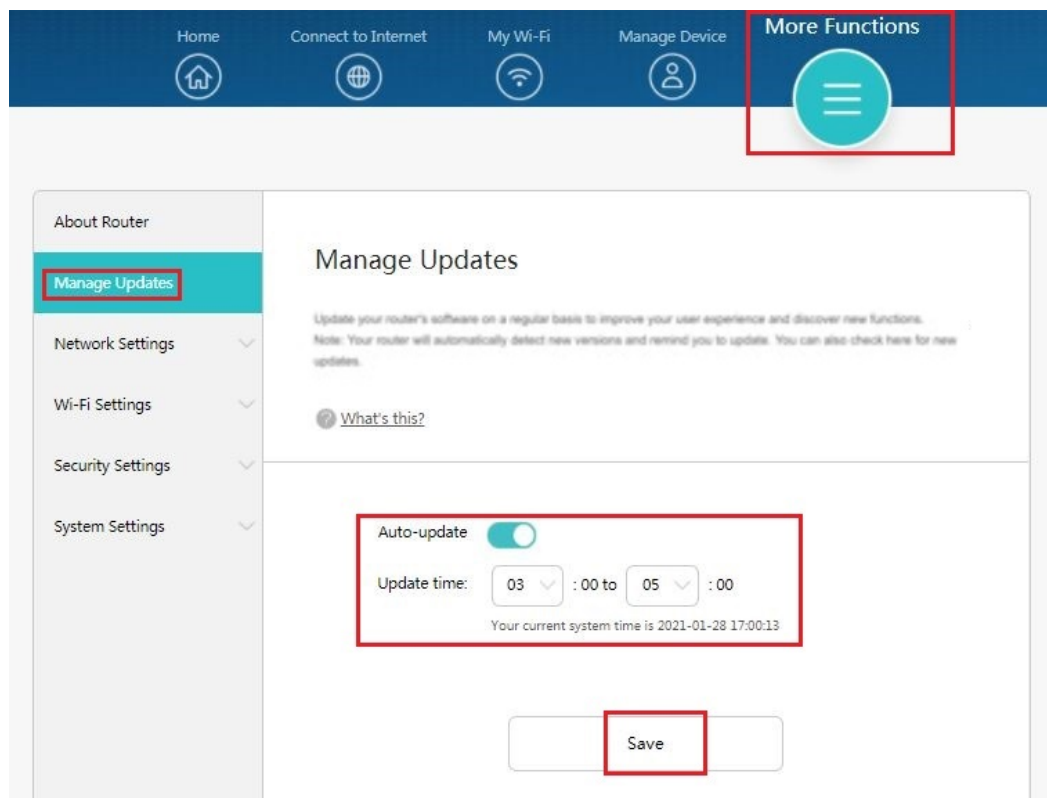 Home
Connect to Internet
My Wi-Fi
Manage Device
More Functions
About Router
Manage Updates
Network Settings
Wi-Fi Settings
Security Settings
System Settings
Manage Updates
Update your router's software on a regular basis to improve your user experience and discover new functions.
Note: Your router will automatically detect new versions and remind you to update. You can also check here for new
updates.
? What's this?
Auto-update
Update time: 03 : 00 to 05 : 00
Your current system time is 2021-01-28 17:00:13
Save